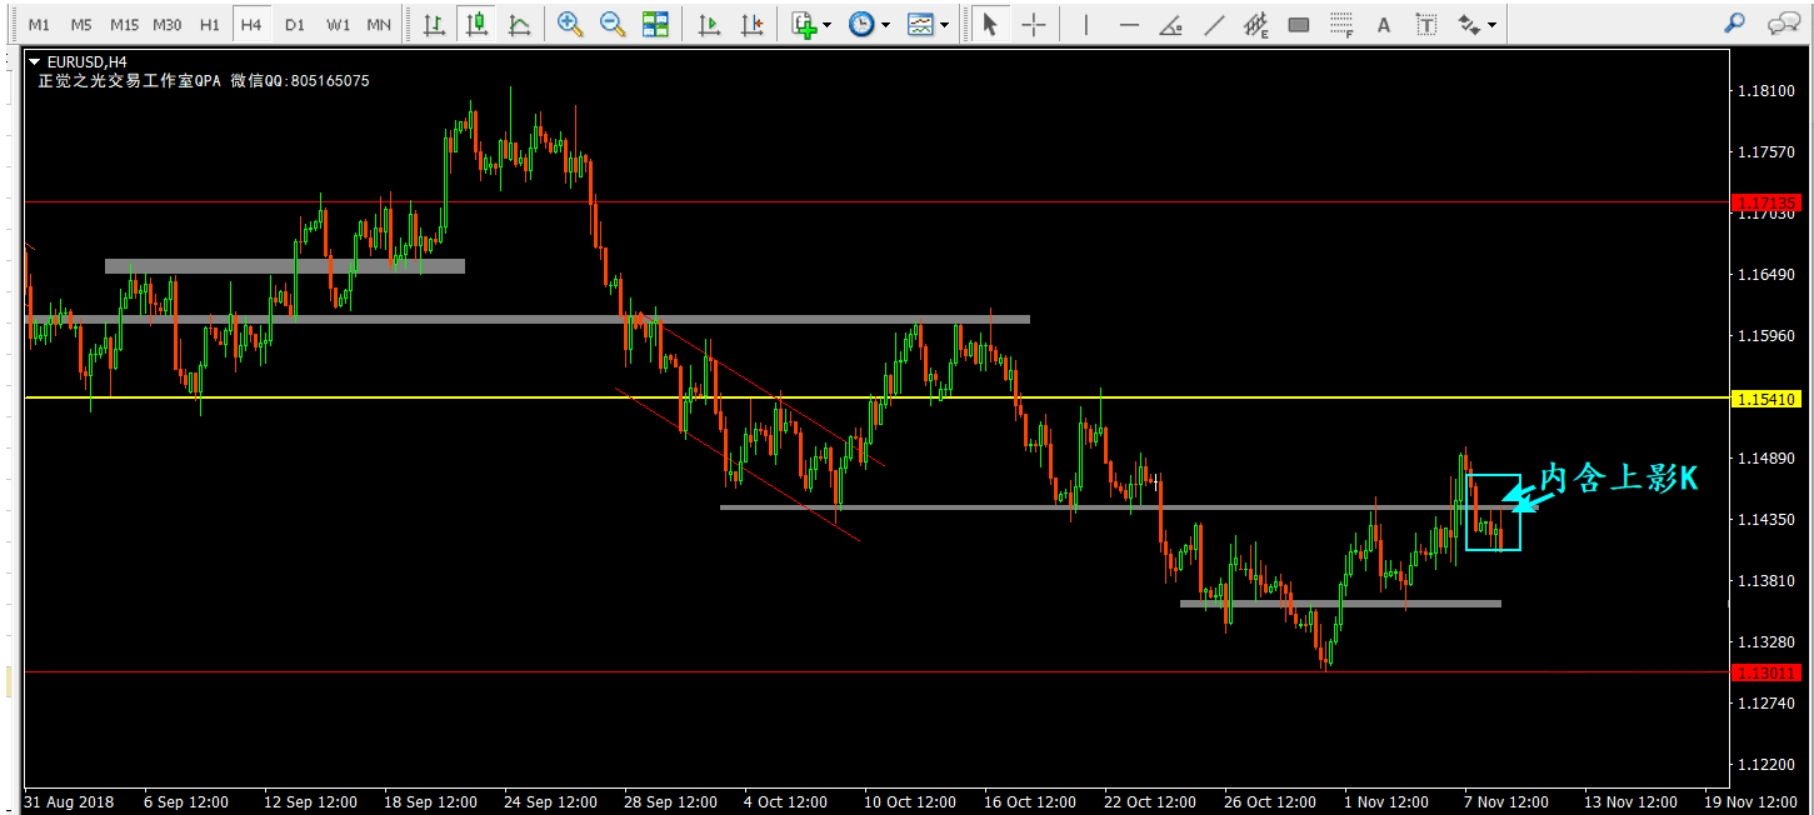 M1 M5 M15 M30 H1 H4 D1 W1 MN E F A T
EURUSD,H4
正觉之光交易工作室QPA 微信QQ:805165075
1.18100
1.17570
1.17135
1.17030
1.16490
1.15960
1.15410
1.14890
内含上影K
1.14350
1.13810
1.13280
1.13011
1.12740
1.12200
31 Aug 2018 6 Sep 12:00 12 Sep 12:00 18 Sep 12:00 24 Sep 12:00 28 Sep 12:00 4 Oct 12:00 10 Oct 12:00 16 Oct 12:00 22 Oct 12:00 26 Oct 12:00 1 Nov 12:00 7 Nov 12:00 13 Nov 12:00 19 Nov 12:00